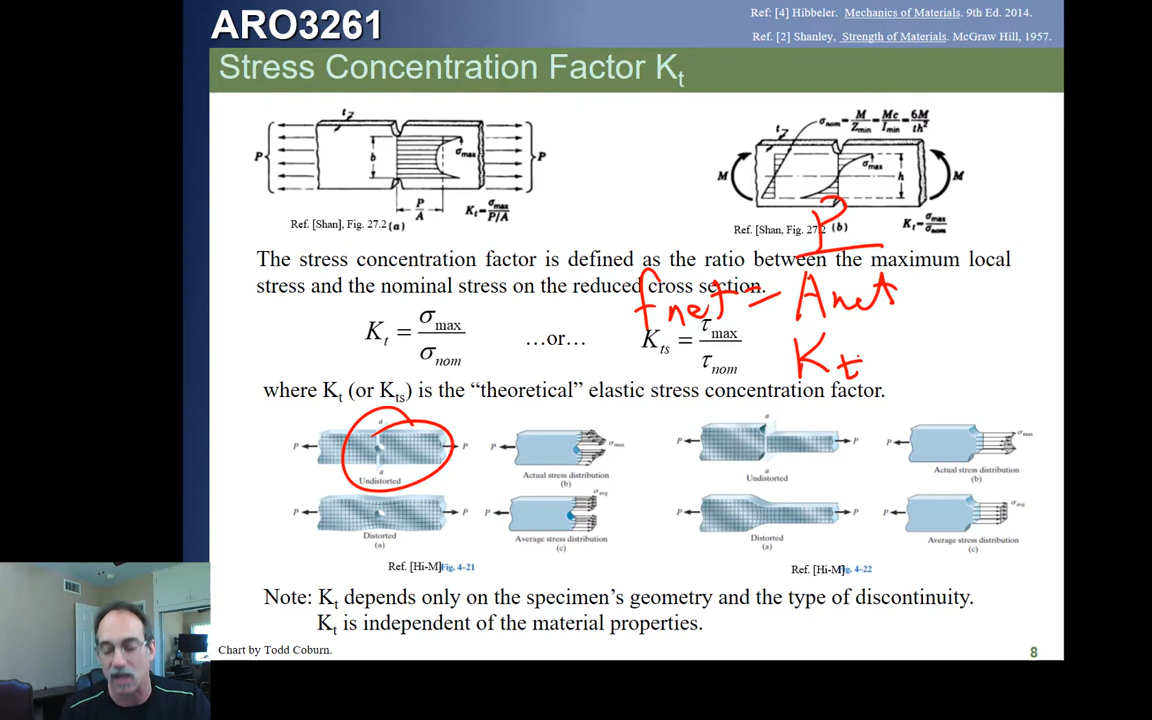 ARO3261
Ref: [4] Hibbeler. Mechanics of Materials. 9th Ed. 2014.
Ref. [2] Shanley, Strength of Materials. McGraw Hill, 1957.
Stress Concentration Factor Kt
t
P
b
σmax
P
P/A
Kt = σmax / P/A
Ref. [Shan], Fig. 27.2 (a)
σnom = M/Zmin = Mc/Imin = 6M/th²
t
M
σmax
h
M
Kt = σmax/σnom
Ref. [Shan, Fig. 27.2 (b)
The stress concentration factor is defined as the ratio between the maximum local
stress and the nominal stress on the reduced cross section.
fnet = P/Anet
Kt
Kt = σmax/σnom …or… Kts = τmax/τnom
where Kt (or Kts) is the “theoretical” elastic stress concentration factor.
P a P
a
Undistorted
P σmax
Actual stress distribution
(b)
P a P
a
Undistorted
P σmax
Actual stress distribution
(b)
P P
Distorted
(a)
P σavg
Average stress distribution
(c)
P P
Distorted
(a)
P σavg
Average stress distribution
(c)
Ref. [Hi-M] Fig. 4-21
Ref. [Hi-M] Fig. 4-22
Note: Kt depends only on the specimen’s geometry and the type of discontinuity.
Kt is independent of the material properties.
Chart by Todd Coburn.
8